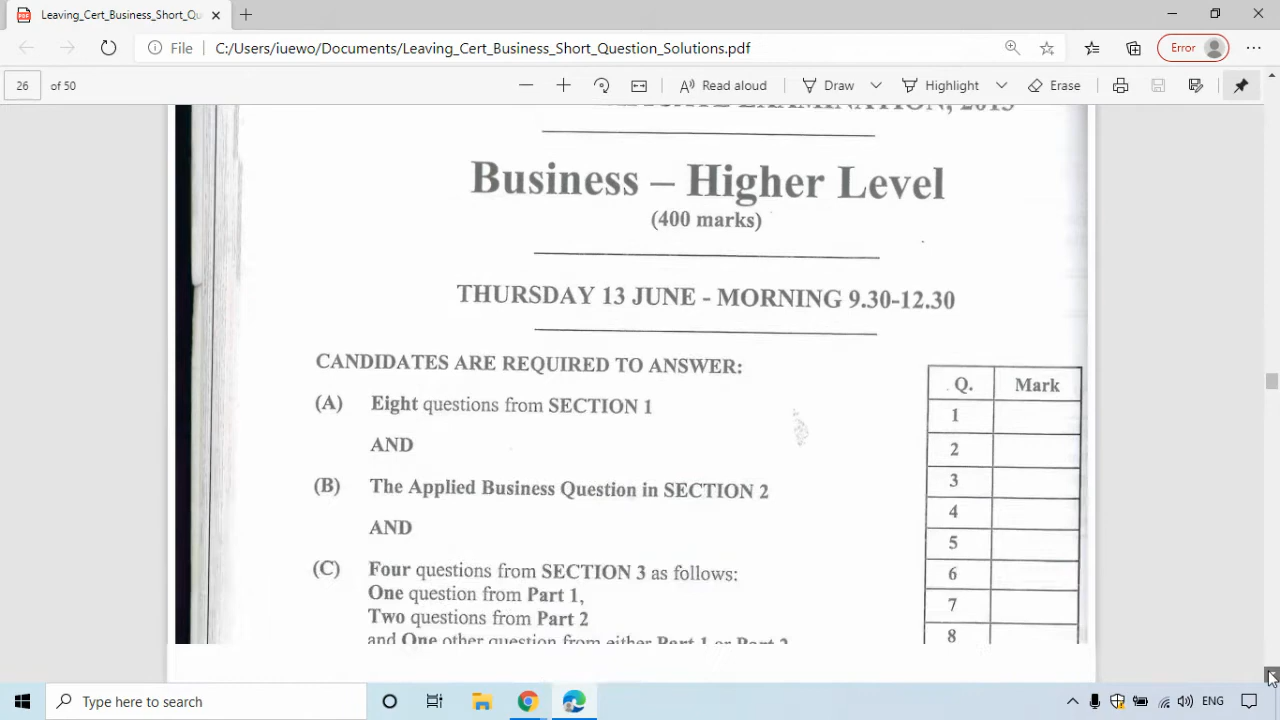 Leaving_Cert_Business_Short_Qu
File C:/Users/iuewo/Documents/Leaving_Cert_Business_Short_Question_Solutions.pdf Error
26 of 50 Read aloud Draw Highlight Erase
EXAMINATION, 2013
Business – Higher Level
(400 marks)
THURSDAY 13 JUNE - MORNING 9.30-12.30
CANDIDATES ARE REQUIRED TO ANSWER:
(A) Eight questions from SECTION 1
AND
(B) The Applied Business Question in SECTION 2
AND
(C) Four questions from SECTION 3 as follows:
One question from Part 1,
Two questions from Part 2
and One other question from either Part 1 or Part 2
Q. Mark
1
2
3
4
5
6
7
8
Type here to search
ENG